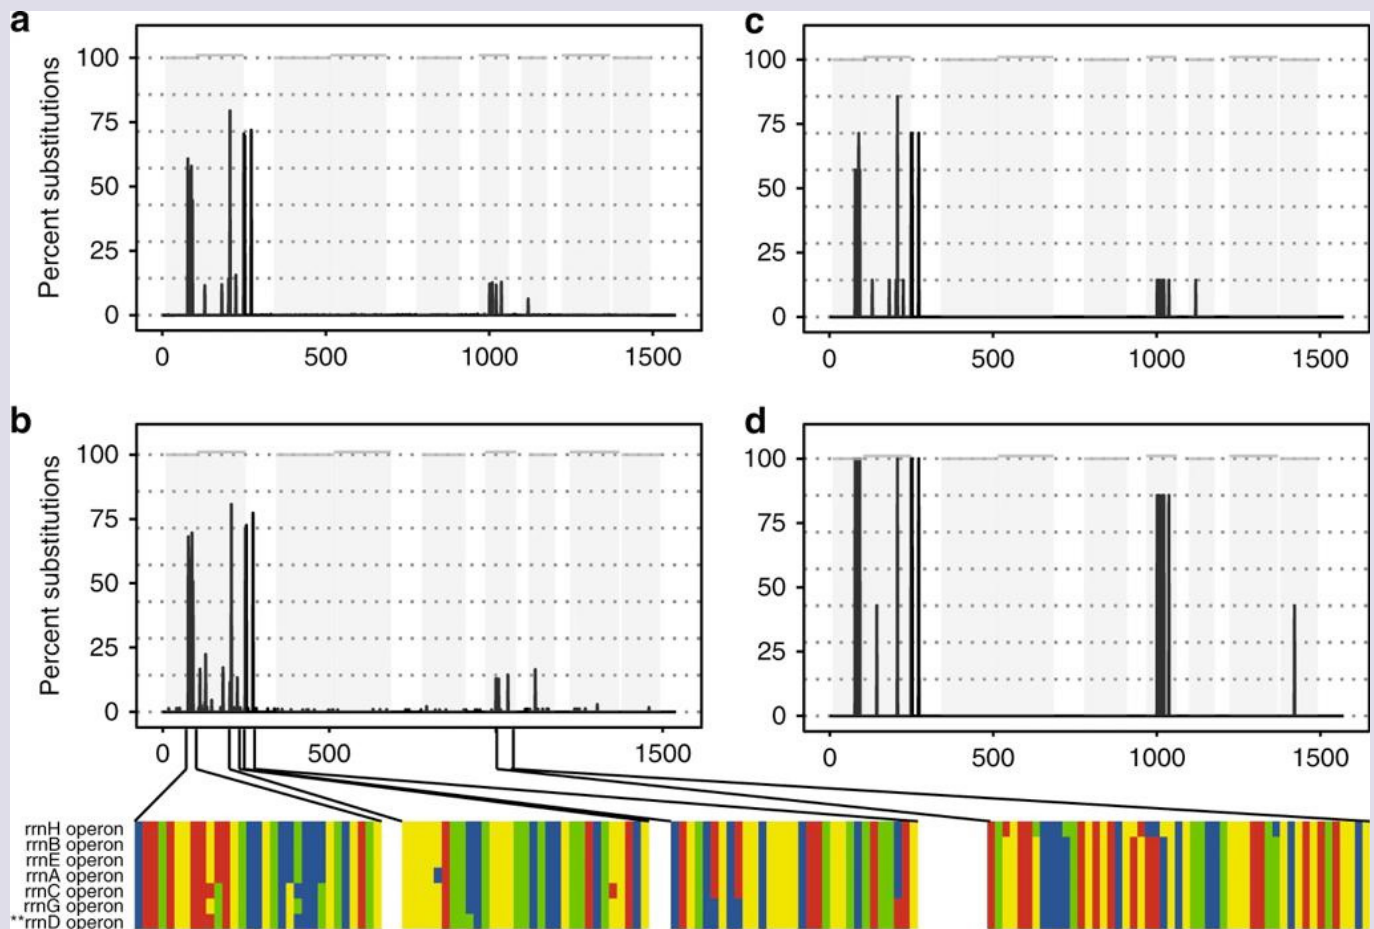 a
Percent substitutions
100
75
50
25
0
0 500 1000 1500
c
100
75
50
25
0
0 500 1000 1500
b
Percent substitutions
100
75
50
25
0
0 500 1500
d
100
75
50
25
0
0 500 1000 1500
rrnH operon
rrnB operon
rrnE operon
rrnA operon
rrnC operon
rrnG operon
**rrnD operon